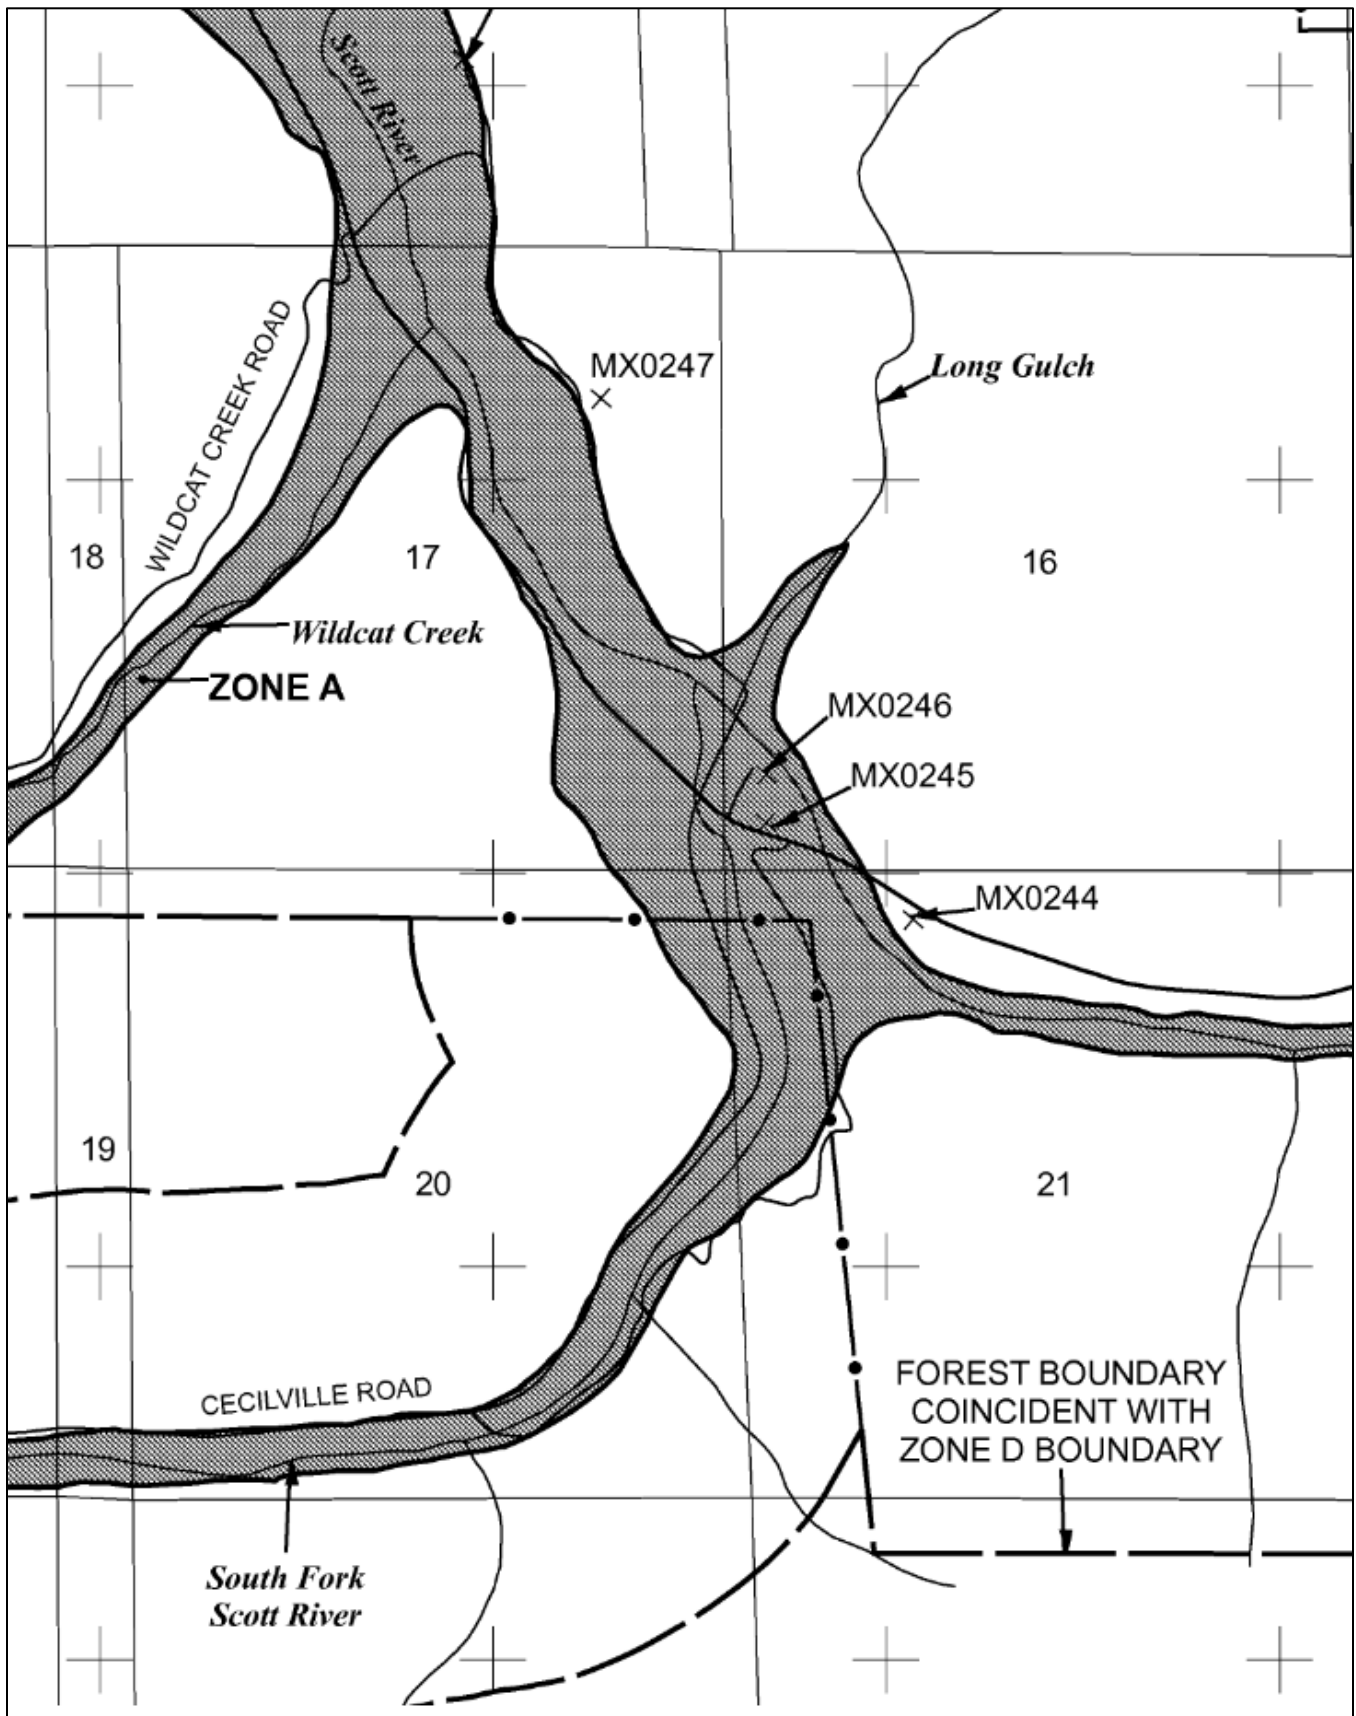 Scott River
MX0247
Long Gulch
WILDCAT CREEK ROAD
18
17
16
Wildcat Creek
ZONE A
MX0246
MX0245
MX0244
19
20
21
FOREST BOUNDARY
COINCIDENT WITH
ZONE D BOUNDARY
CECILVILLE ROAD
South Fork
Scott River